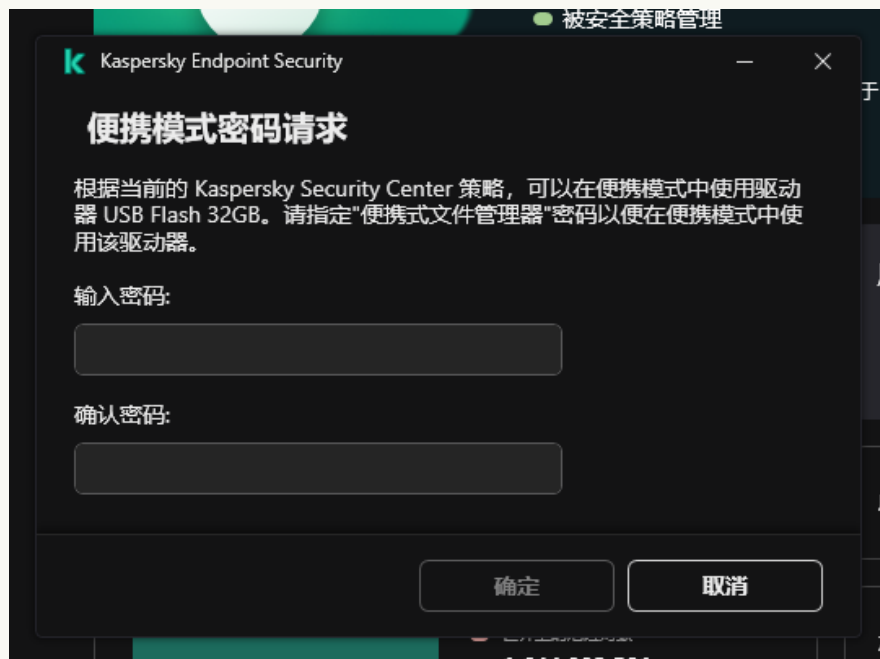 被安全策略管理
Kaspersky Endpoint Security
于
便携模式密码请求
根据当前的 Kaspersky Security Center 策略，可以在便携模式中使用驱动
器 USB Flash 32GB。请指定"便携式文件管理器"密码以便在便携模式中使
用该驱动器。
输入密码:
确认密码:
确定
取消